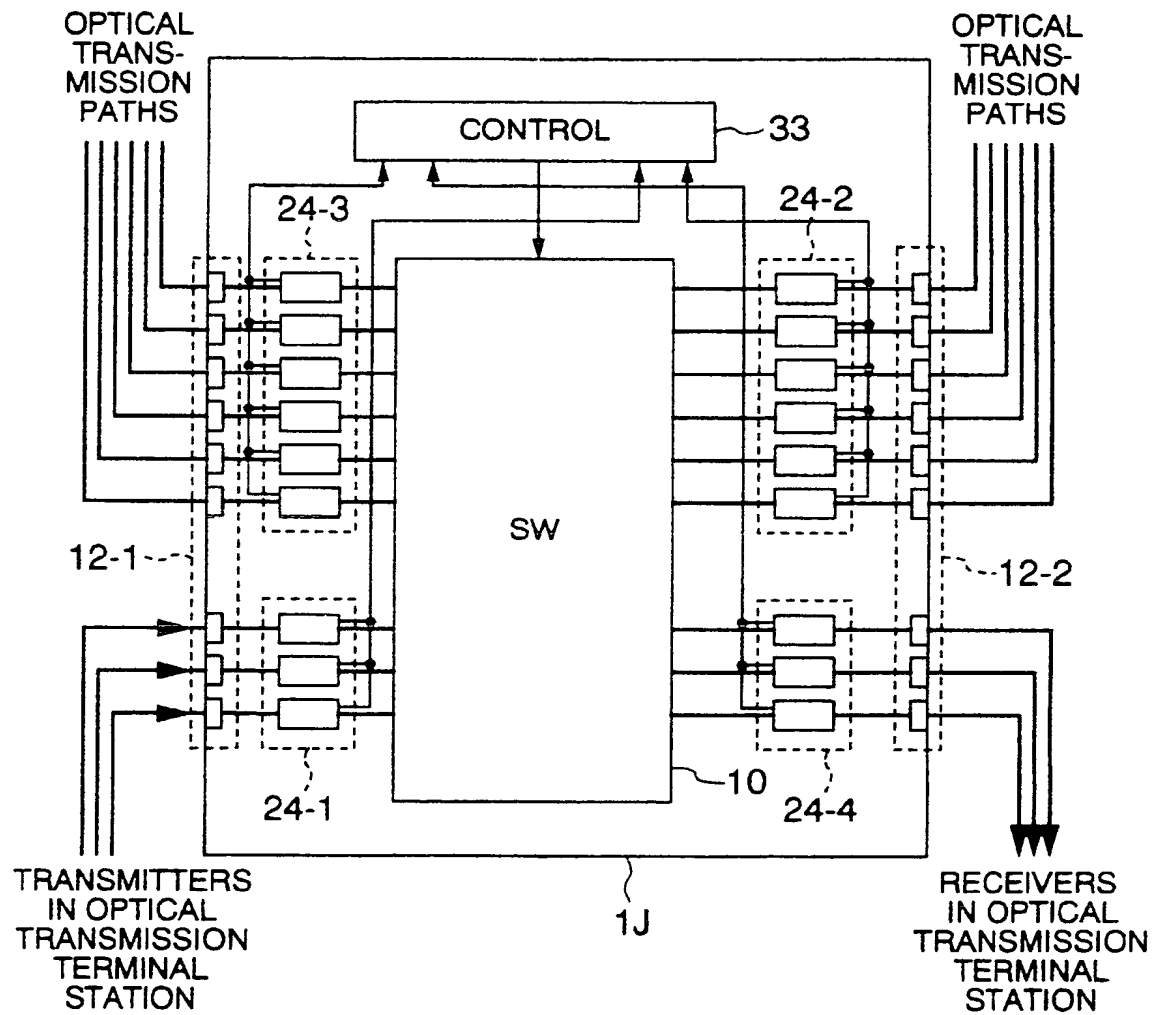 OPTICAL
TRANS-
MISSION
PATHS
OPTICAL
TRANS-
MISSION
PATHS
CONTROL
33
24-3
24-2
SW
12-1
12-2
24-1
10
24-4
1J
TRANSMITTERS
IN OPTICAL
TRANSMISSION
TERMINAL
STATION
RECEIVERS
IN OPTICAL
TRANSMISSION
TERMINAL
STATION